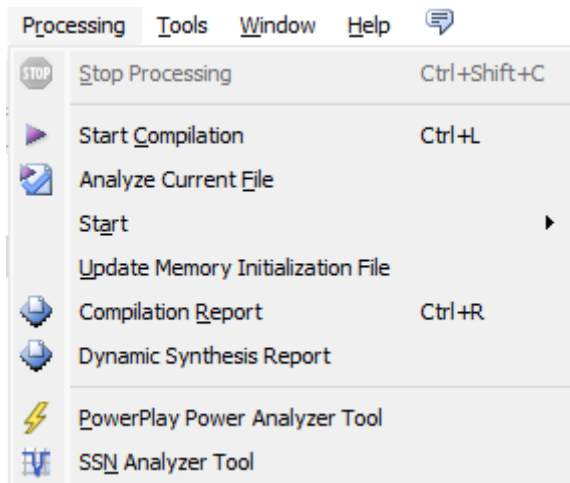 Processing Tools Window Help
STOP Stop Processing Ctrl+Shift+C
Start Compilation Ctrl+L
Analyze Current File
Start
Update Memory Initialization File
Compilation Report Ctrl+R
Dynamic Synthesis Report
PowerPlay Power Analyzer Tool
SSN Analyzer Tool